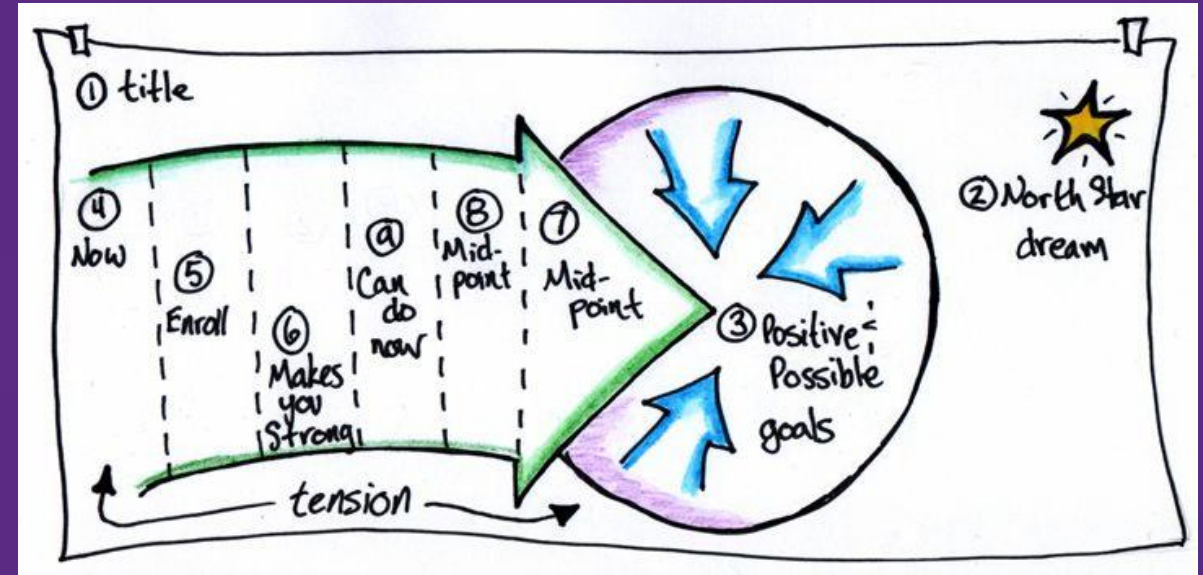 ① title
② North Star
dream
④
Now
⑤
Enroll
⑥
Makes
you
Strong
⑨
Can
do
now
⑧
Mid-
point
⑦
Mid-
point
③ Positive &
Possible
goals
tension